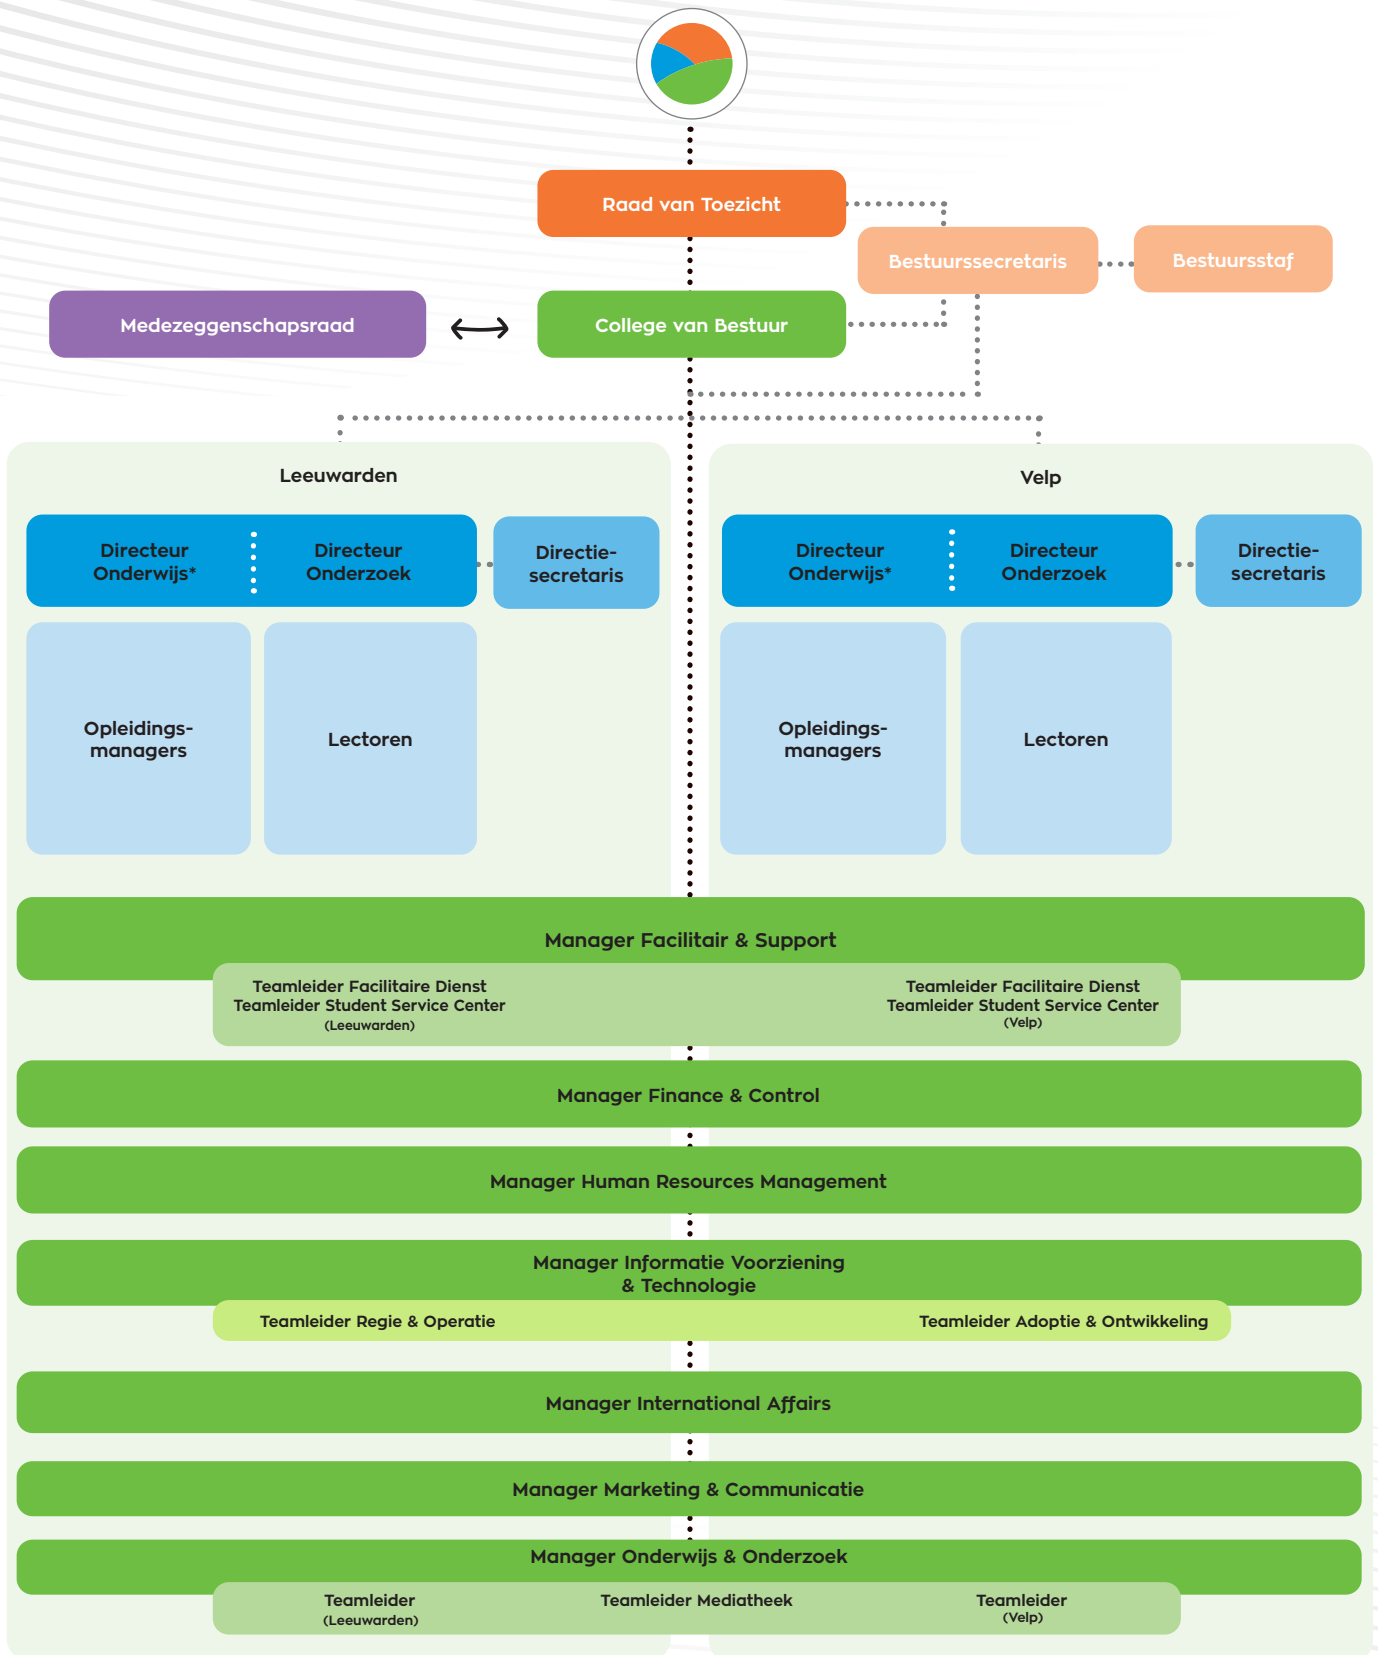 Raad van Toezicht
Bestuurssecretaris
Bestuursstaf
Medezeggenschapsraad
College van Bestuur
Leeuwarden
Directeur
Onderwijs*
Directeur
Onderzoek
Directie-
secretaris
Opleidings-
managers
Lectoren
Velp
Directeur
Onderwijs*
Directeur
Onderzoek
Directie-
secretaris
Opleidings-
managers
Lectoren
Manager Facilitair & Support
Teamleider Facilitaire Dienst
Teamleider Student Service Center
(Leeuwarden)
Teamleider Facilitaire Dienst
Teamleider Student Service Center
(Velp)
Manager Finance & Control
Manager Human Resources Management
Manager Informatie Voorziening
& Technologie
Teamleider Regie & Operatie
Teamleider Adoptie & Ontwikkeling
Manager International Affairs
Manager Marketing & Communicatie
Manager Onderwijs & Onderzoek
Teamleider
(Leeuwarden)
Teamleider Mediatheek
Teamleider
(Velp)